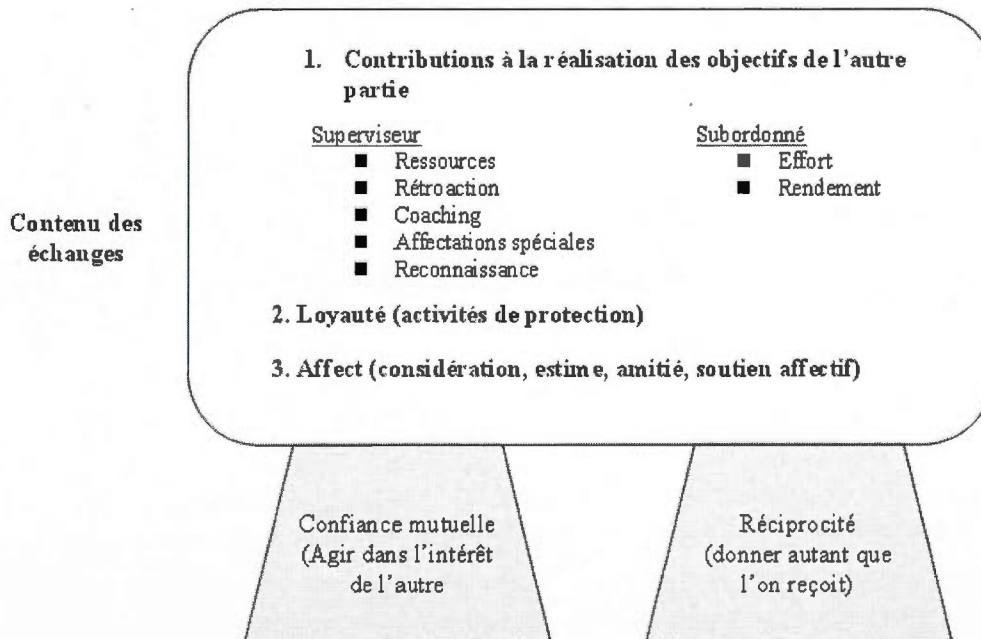 1. Contributions à la réalisation des objectifs de l'autre
partie
Superviseur
■ Ressources
■ Rétroaction
■ Coaching
■ Affectations spéciales
■ Reconnaissance
Subordonné
■ Effort
■ Rendement
Contenu des
échanges
2. Loyauté (activités de protection)
3. Affect (considération, estime, amitié, soutien affectif)
Confiance mutuelle
(Agir dans l'intérêt
de l'autre
Réciprocité
(donner autant que
l'on reçoit)